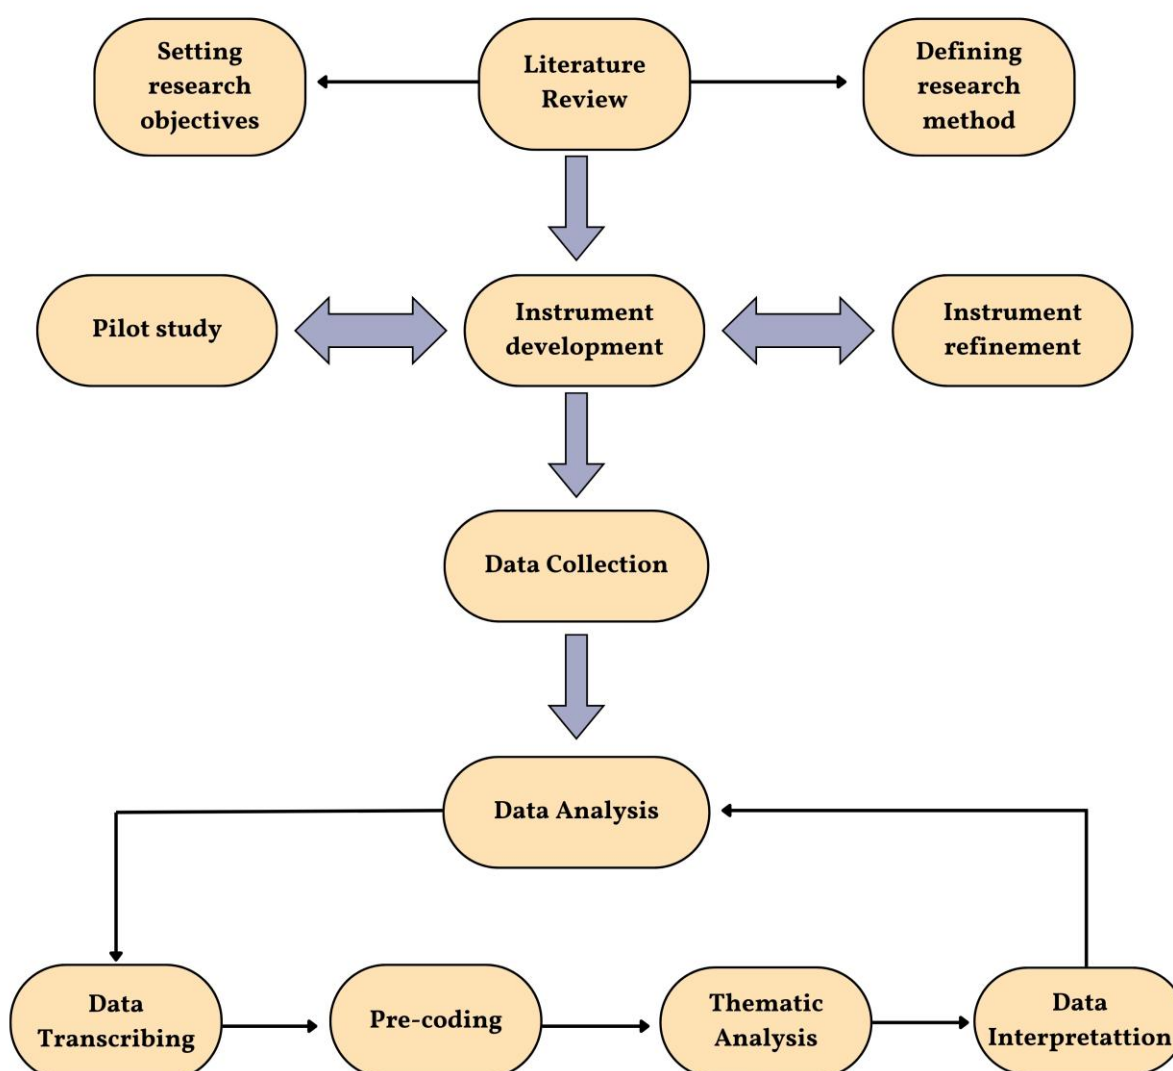 Setting
research
objectives
Literature
Review
Defining
research
method
Pilot study
Instrument
development
Instrument
refinement
Data Collection
Data Analysis
Data
Transcribing
Pre-coding
Thematic
Analysis
Data
Interpretattion